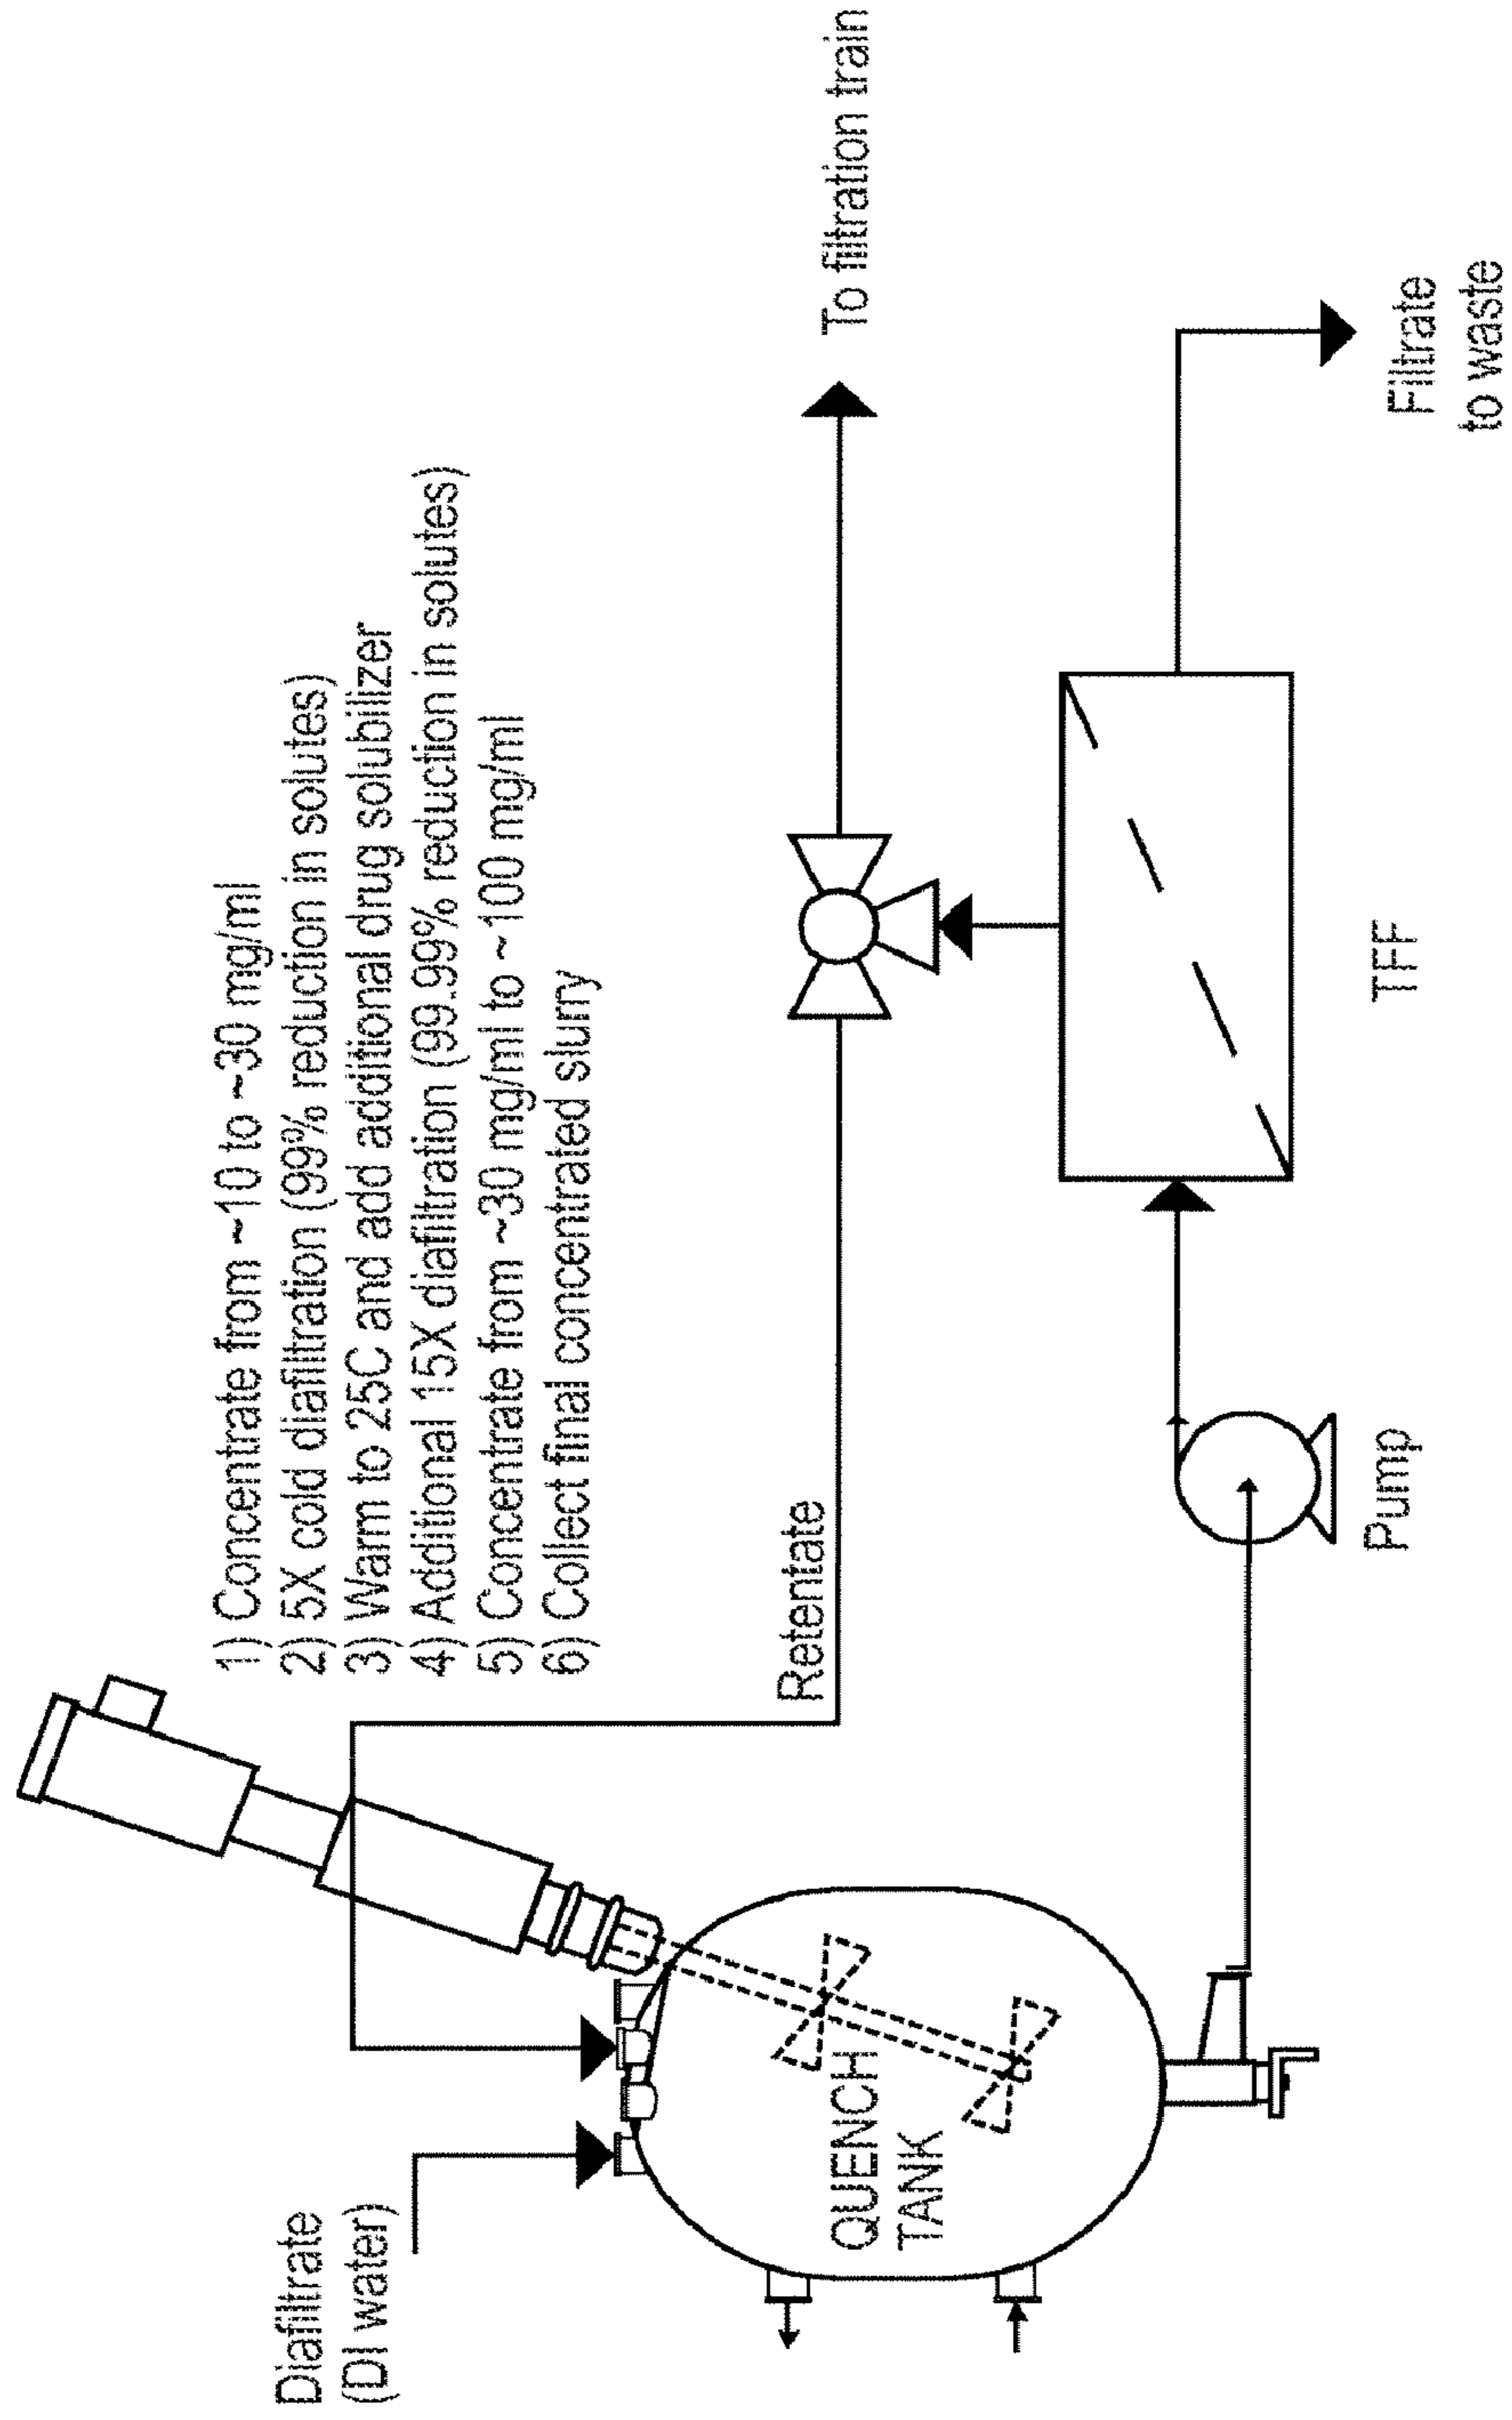 1) Concentrate from ~10 to ~30 mg/ml
2) 5X cold diafiltration (99% reduction in solutes)
3) Warm to 25C and add additional drug solubilizer
4) Additional 15X diafiltration (99.99% reduction in solutes)
5) Concentrate from ~30 mg/ml to ~100 mg/ml
6) Collect final concentrated slurry
Diafiltrate
(DI water)
Retentate
To filtration train
QUENCH
TANK
Pump
TFF
Filtrate
to waste